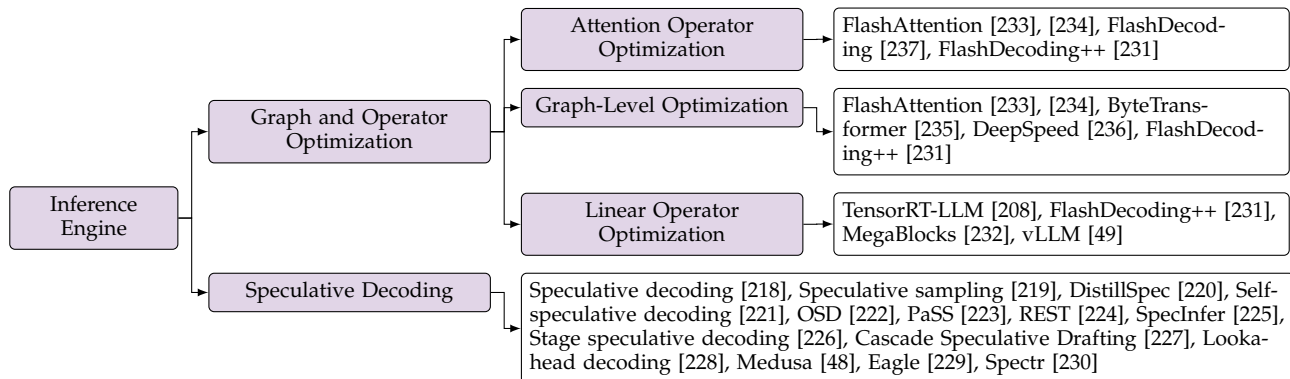 Attention Operator
Optimization
FlashAttention [233], [234], FlashDecod-
ing [237], FlashDecoding++ [231]
Graph and Operator
Optimization
Graph-Level Optimization
FlashAttention [233], [234], ByteTrans-
former [235], DeepSpeed [236], FlashDecod-
ing++ [231]
Inference
Engine
Linear Operator
Optimization
TensorRT-LLM [208], FlashDecoding++ [231],
MegaBlocks [232], vLLM [49]
Speculative Decoding
Speculative decoding [218], Speculative sampling [219], DistillSpec [220], Self-
speculative decoding [221], OSD [222], PaSS [223], REST [224], SpecInfer [225],
Stage speculative decoding [226], Cascade Speculative Drafting [227], Looka-
head decoding [228], Medusa [48], Eagle [229], Spectr [230]